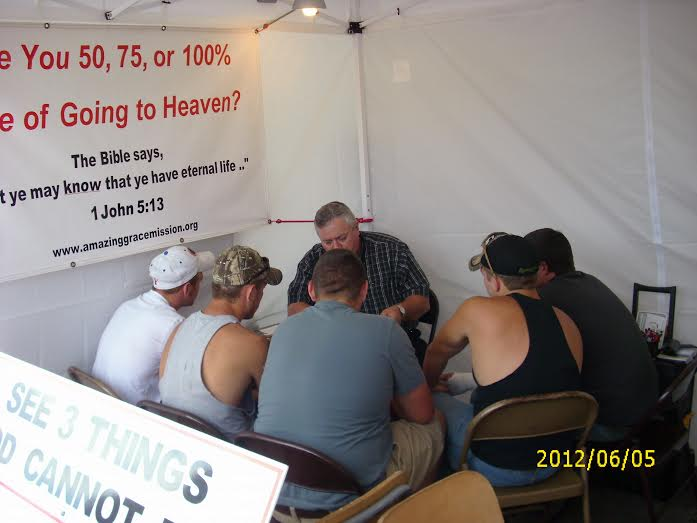 e You 50, 75, or 100%
e of Going to Heaven?
The Bible says,
t ye may know that ye have eternal life .."
1 John 5:13
www.amazinggracemission.org
SEE 3 THINGS
D CANNOT
2012/06/05